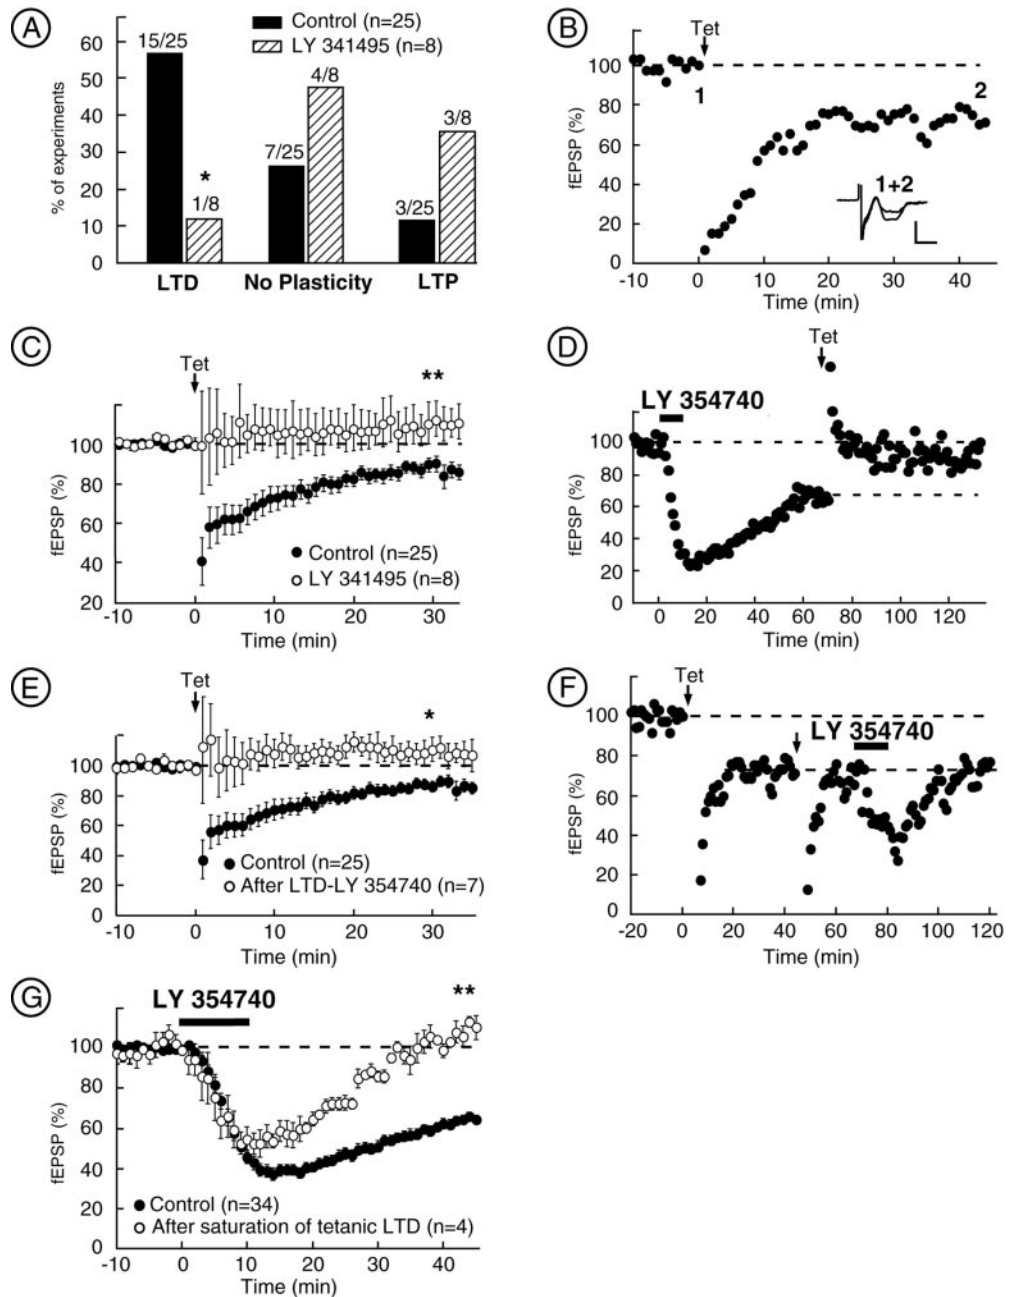 A
Control (n=25)
LY 341495 (n=8)
% of experiments
60
50
40
30
20
10
0
15/25
*
1/8
7/25
4/8
3/25
3/8
LTD
No Plasticity
LTP
B
Tet
fEPSP (%)
100
80
60
40
20
0
1
2
1+2
-10
0
10
20
30
40
Time (min)
C
Tet
**
fEPSP (%)
100
80
60
40
20
Control (n=25)
LY 341495 (n=8)
-10
0
10
20
30
Time (min)
D
Tet
LY 354740
fEPSP (%)
100
80
60
40
20
0
0
20
40
60
80
100
120
Time (min)
E
Tet
*
fEPSP (%)
100
80
60
40
20
0
Control (n=25)
After LTD-LY 354740 (n=7)
-10
0
10
20
30
Time (min)
F
Tet
LY 354740
fEPSP (%)
100
80
60
40
20
0
-20
0
20
40
60
80
100
120
Time (min)
G
LY 354740
**
fEPSP (%)
100
80
60
40
20
0
Control (n=34)
After saturation of tetanic LTD (n=4)
-10
0
10
20
30
40
Time (min)